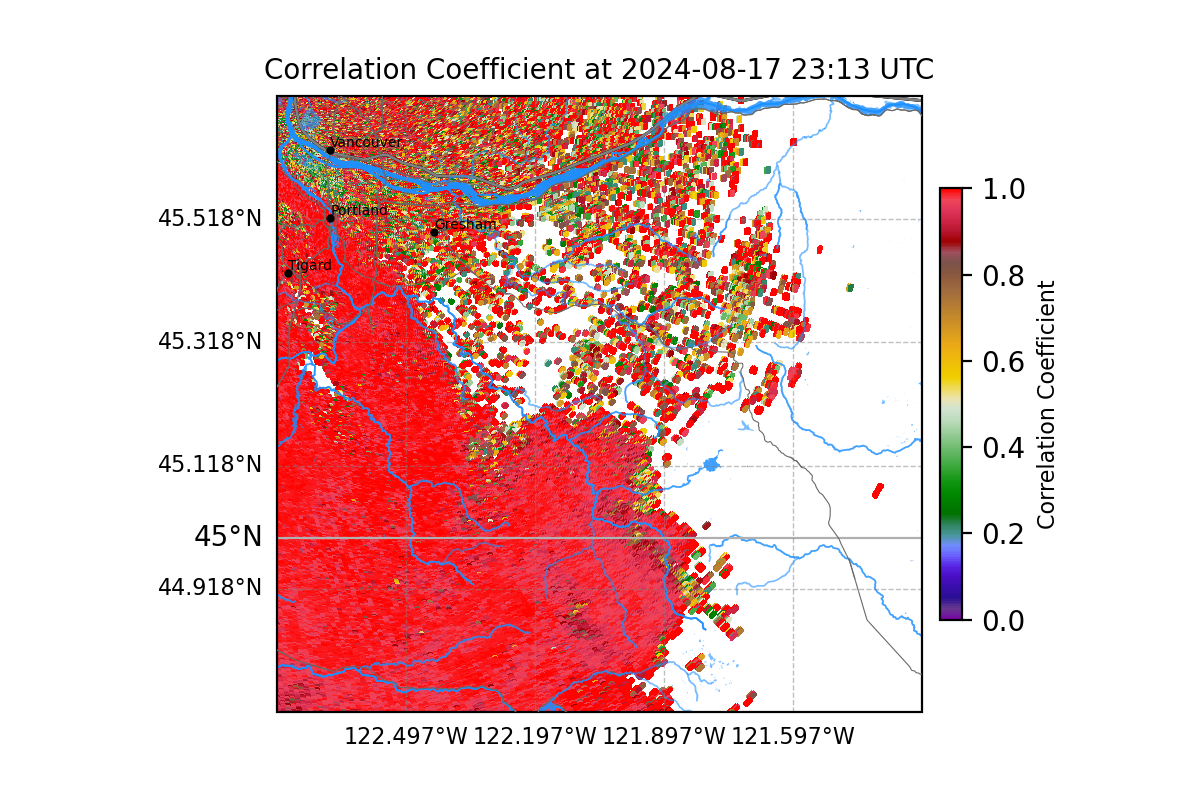 Correlation Coefficient at 2024-08-17 23:13 UTC
Vancouver
Portland
Gresham
Tigard
45.518°N
45.318°N
45.118°N
45°N
44.918°N
122.497°W 122.197°W 121.897°W 121.597°W
1.0
0.8
0.6
0.4
0.2
0.0
Correlation Coefficient